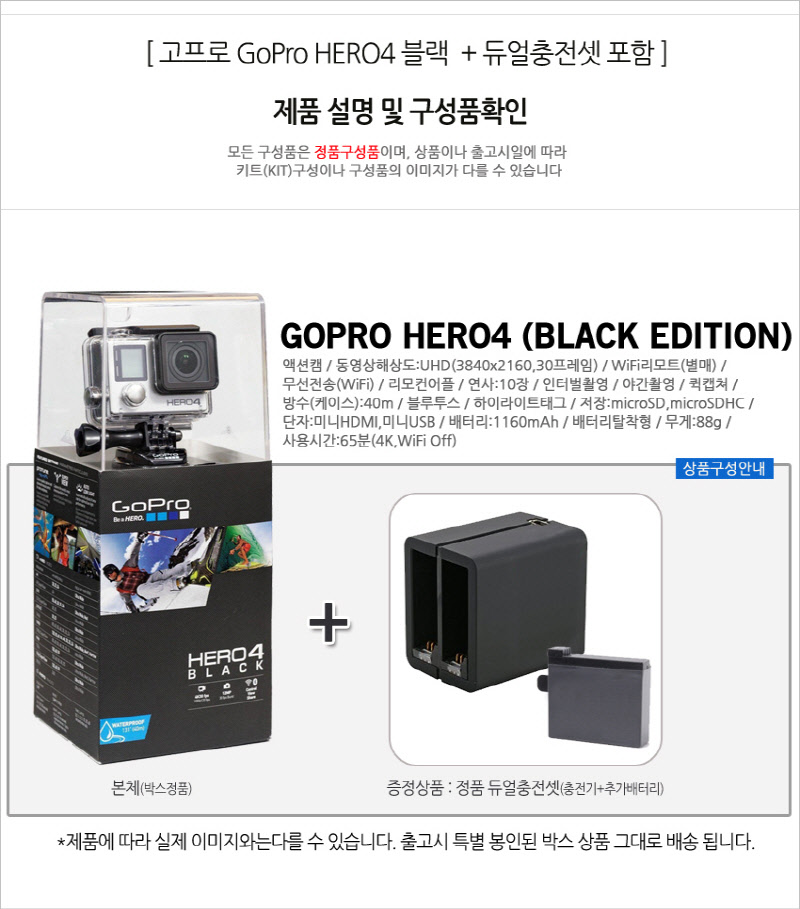 [ 고프로 GoPro HERO4 블랙 + 듀얼충전셋 포함 ]
제품 설명 및 구성품확인
모든 구성품은 정품구성품이며, 상품이나 출고시일에 따라
키트(KIT)구성이나 구성품의 이미지가 다를 수 있습니다
GOPRO HERO4 (BLACK EDITION)
액션캠 / 동영상해상도:UHD(3840x2160,30프레임) / WiFi리모트(별매) /
무선전송(WiFi) / 리모컨어플 / 연사:10장 / 인터벌촬영 / 야간촬영 / 퀵캡쳐 /
방수(케이스):40m / 블루투스 / 하이라이트태그 / 저장:microSD,microSDHC /
단자:미니HDMI,미니USB / 배터리:1160mAh / 배터리탈착형 / 무게:88g /
사용시간:65분(4K,WiFi Off)
상품구성안내
HERO4
GoPro
GoPro
Be a HERO.
+
HERO4
BLACK
WATERPROOF
131' (40m)
본체(박스정품)
증정상품 : 정품 듀얼충전셋(충전기+추가배터리)
*제품에 따라 실제 이미지와는다를 수 있습니다. 출고시 특별 봉인된 박스 상품 그대로 배송 됩니다.